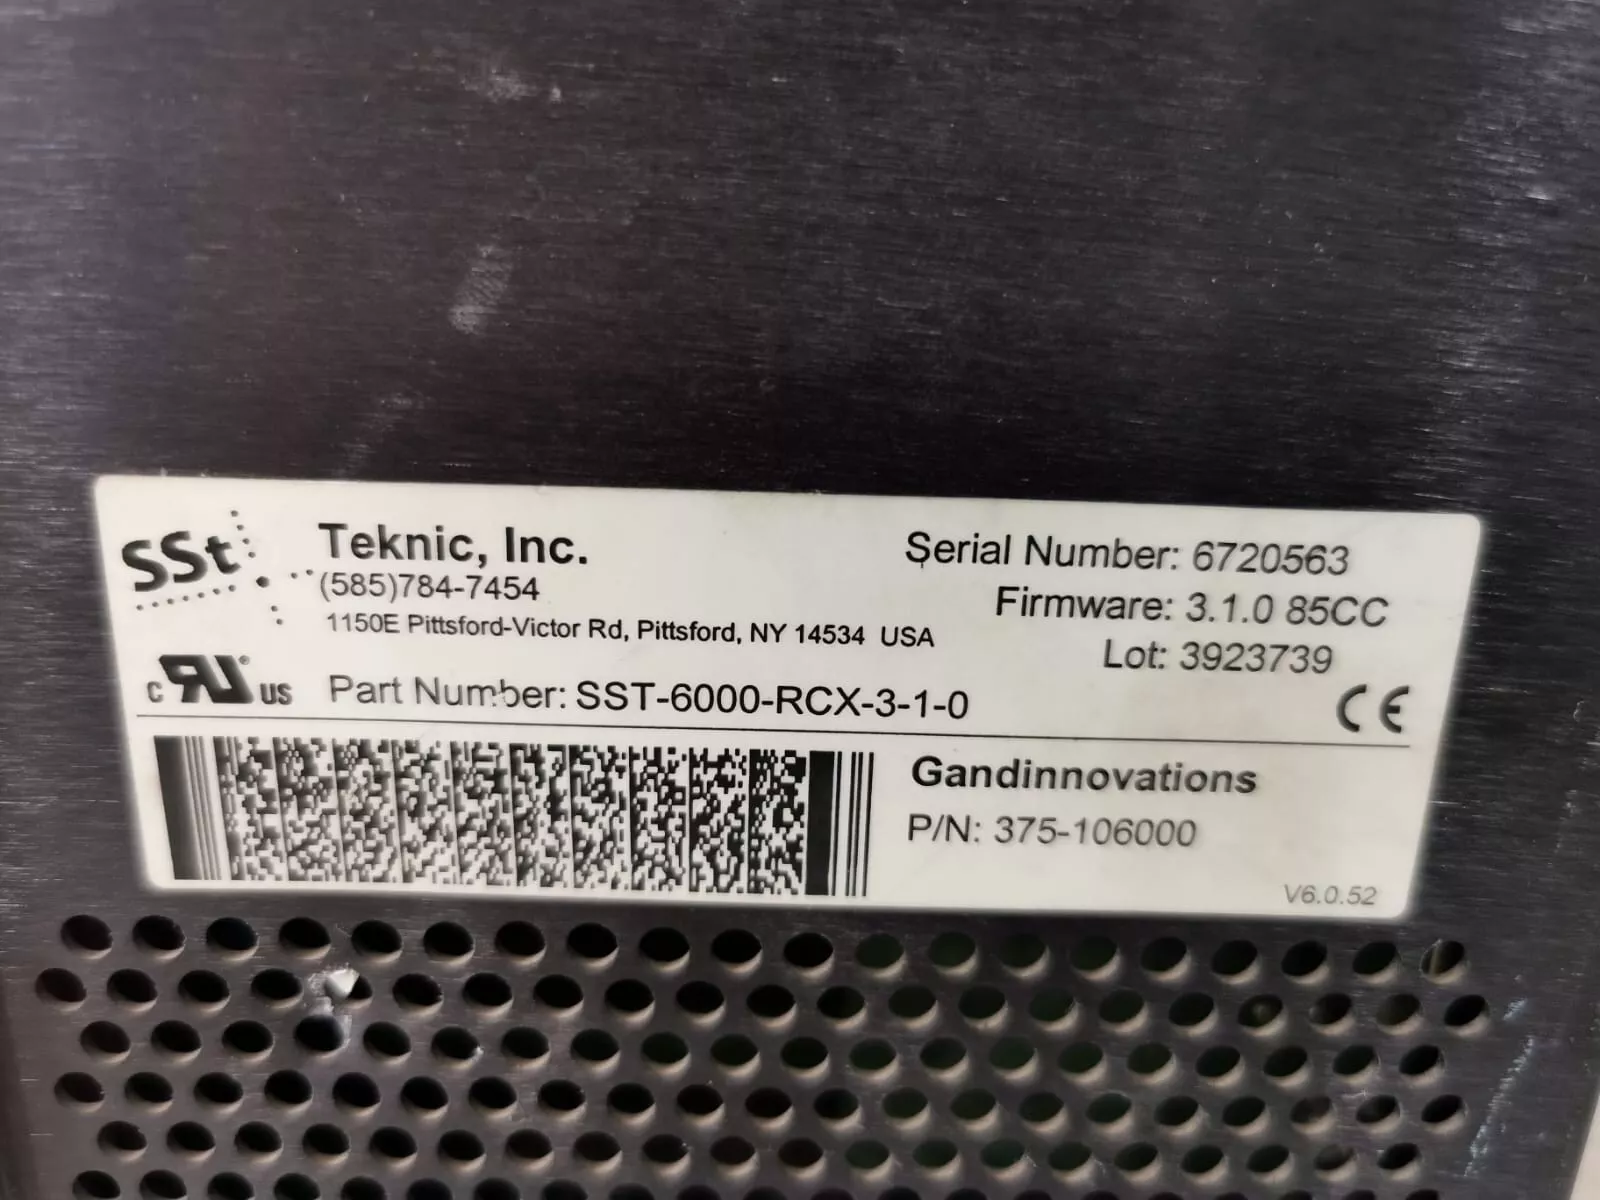 SSt
Teknic, Inc.
(585)784-7454
1150E Pittsford-Victor Rd, Pittsford, NY 14534 USA
Serial Number: 6720563
Firmware: 3.1.0 85CC
Lot: 3923739
C RU ® US
Part Number: SST-6000-RCX-3-1-0
CE
Gandinnovations
P/N: 375-106000
V6.0.52